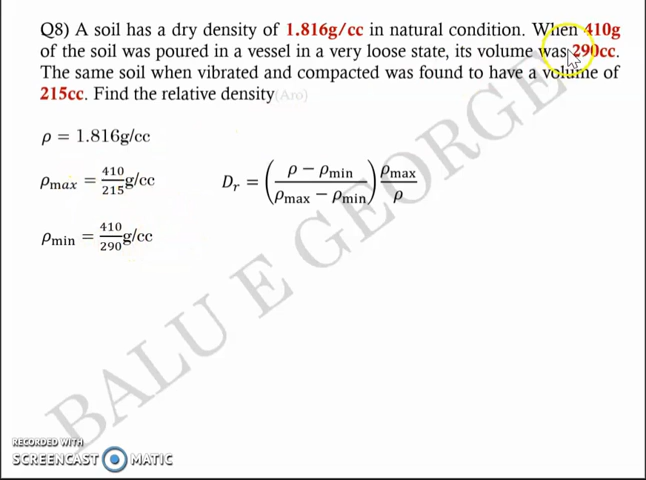 Q8) A soil has a dry density of 1.816g/cc in natural condition. When 410g
of the soil was poured in a vessel in a very loose state, its volume was 290cc.
The same soil when vibrated and compacted was found to have a volume of
215cc. Find the relative density(Aro)
ρ = 1.816g/cc
ρmax = 410/215 g/cc
Dr = ((ρ − ρmin)/(ρmax − ρmin)) ρmax/ρ
ρmin = 410/290 g/cc
BALU E GEORGE
RECORDED WITH
SCREENCAST MATIC